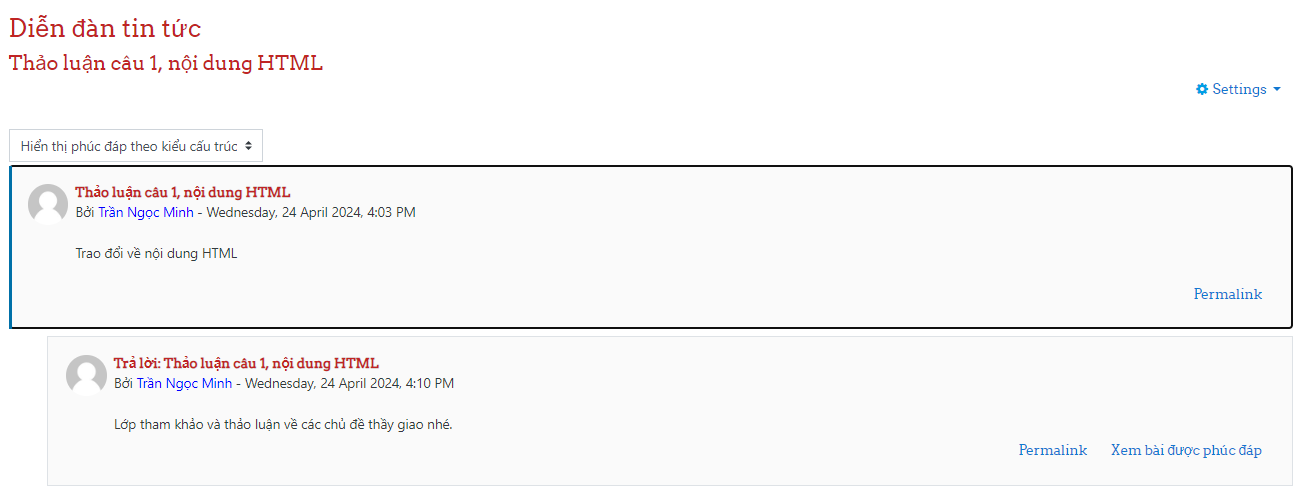 Diễn đàn tin tức
Thảo luận câu 1, nội dung HTML
Settings
Hiển thị phúc đáp theo kiểu cấu trúc
Thảo luận câu 1, nội dung HTML
Bởi Trần Ngọc Minh - Wednesday, 24 April 2024, 4:03 PM
Trao đổi về nội dung HTML
Permalink
Trả lời: Thảo luận câu 1, nội dung HTML
Bởi Trần Ngọc Minh - Wednesday, 24 April 2024, 4:10 PM
Lớp tham khảo và thảo luận về các chủ đề thầy giao nhé.
Permalink Xem bài được phúc đáp